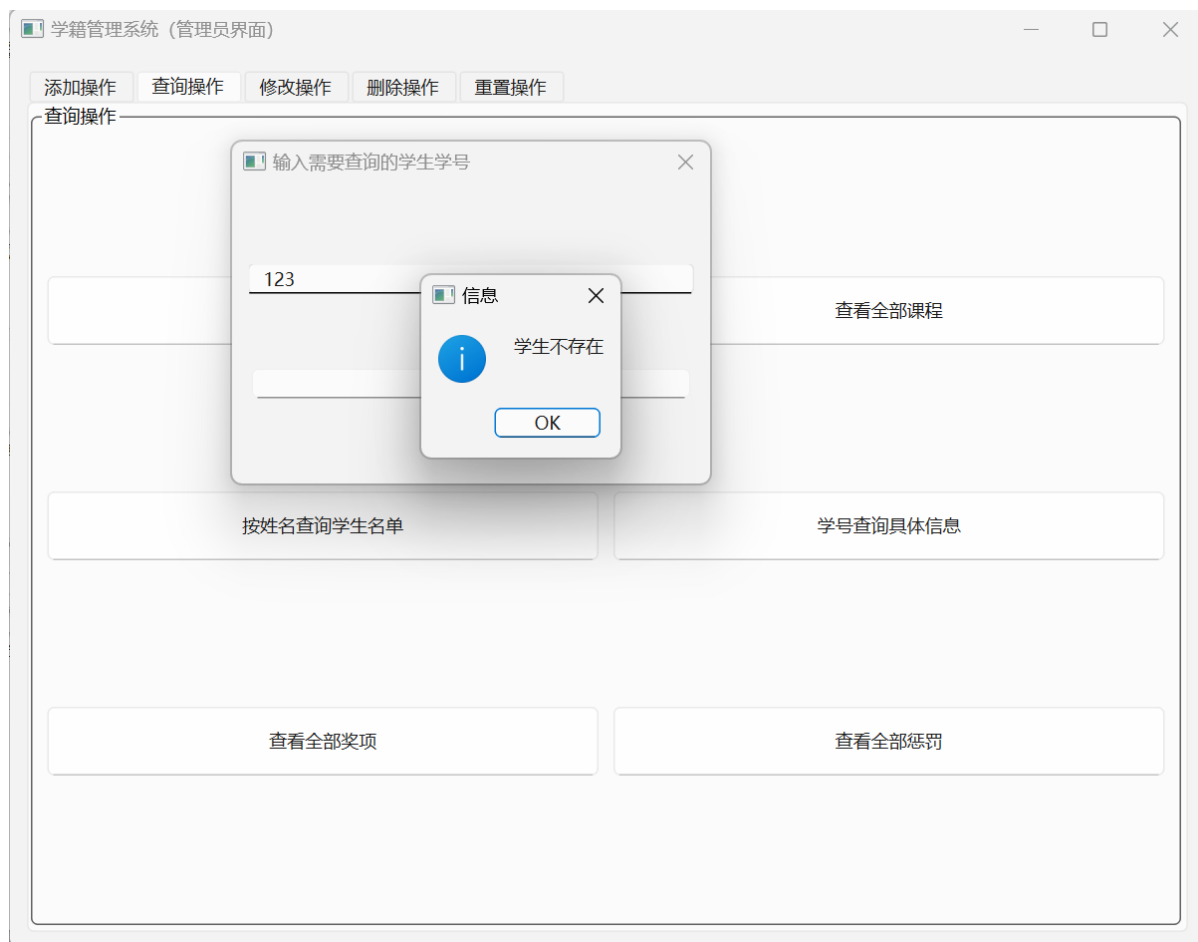 学籍管理系统（管理员界面）
添加操作 查询操作 修改操作 删除操作 重置操作
查询操作
输入需要查询的学生学号
123
信息
学生不存在
OK
查看全部课程
按姓名查询学生名单
学号查询具体信息
查看全部奖项
查看全部惩罚